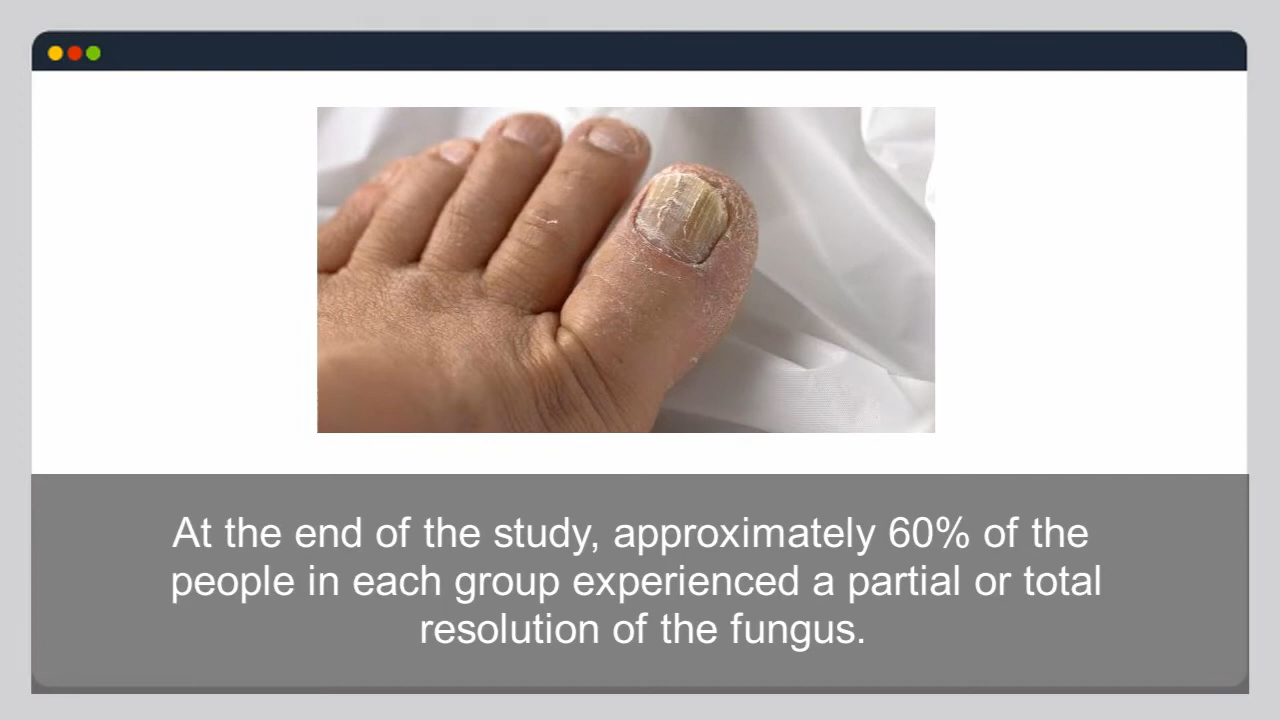 At the end of the study, approximately 60% of the
people in each group experienced a partial or total
resolution of the fungus.